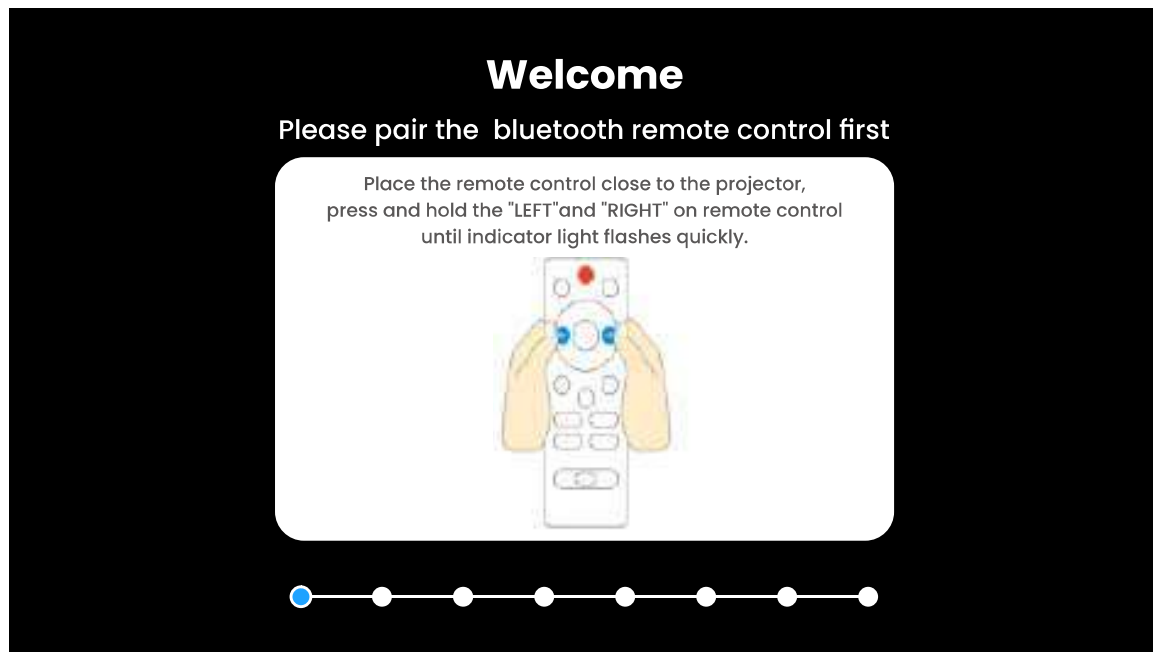 Welcome
Please pair the  bluetooth remote control first
Place the remote control close to the projector,
press and hold the "LEFT"and "RIGHT" on remote control
until indicator light flashes quickly.